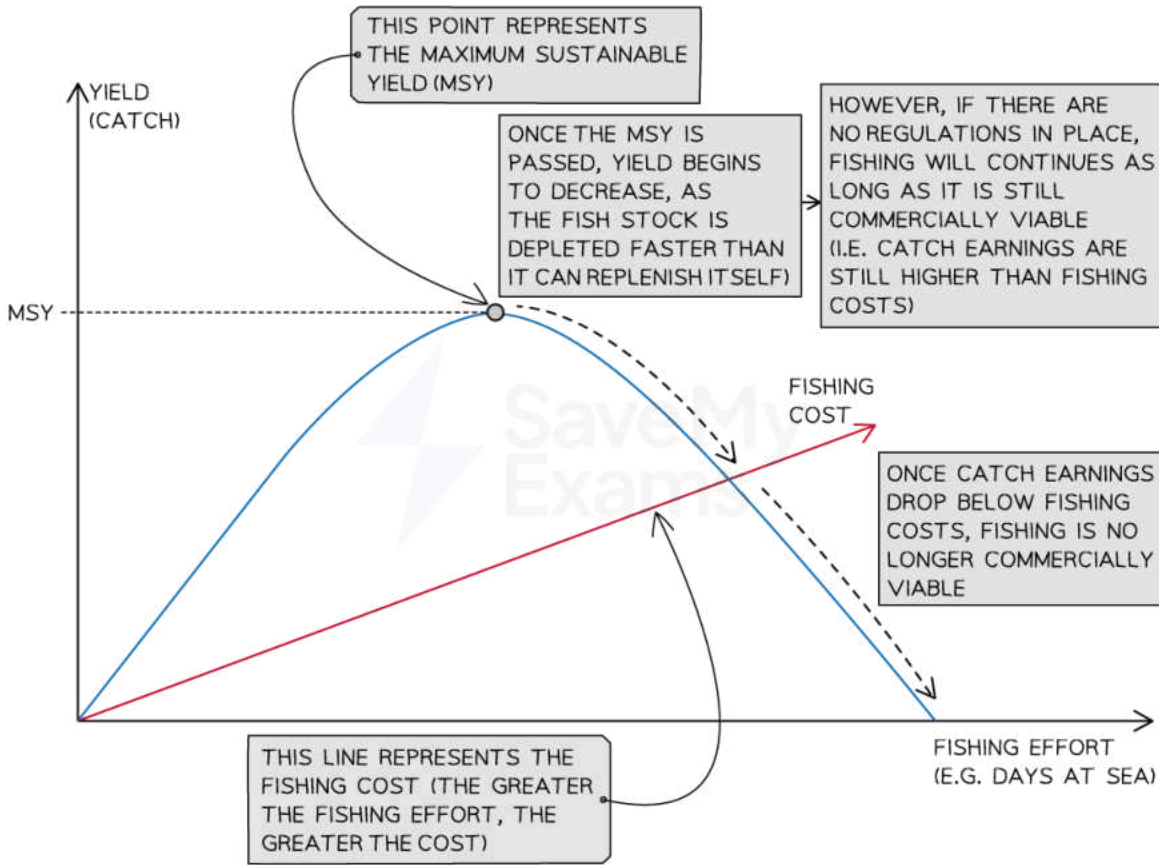 THIS POINT REPRESENTS
THE MAXIMUM SUSTAINABLE
YIELD (MSY)
YIELD
(CATCH)
ONCE THE MSY IS
PASSED, YIELD BEGINS
TO DECREASE, AS
THE FISH STOCK IS
DEPLETED FASTER THAN
IT CAN REPLENISH ITSELF)
HOWEVER, IF THERE ARE
NO REGULATIONS IN PLACE,
FISHING WILL CONTINUES AS
LONG AS IT IS STILL
COMMERCIALLY VIABLE
(I.E. CATCH EARNINGS ARE
STILL HIGHER THAN FISHING
COSTS)
MSY
FISHING
COST
SaveMy
Exams
ONCE CATCH EARNINGS
DROP BELOW FISHING
COSTS, FISHING IS NO
LONGER COMMERCIALLY
VIABLE
THIS LINE REPRESENTS THE
FISHING COST (THE GREATER
THE FISHING EFFORT, THE
GREATER THE COST)
FISHING EFFORT
(E.G. DAYS AT SEA)